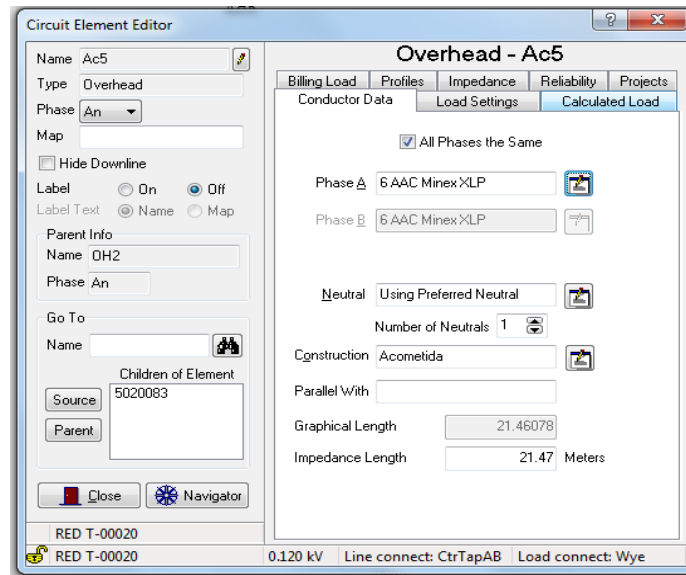 Circuit Element Editor
?
X
Name Ac5
Type Overhead
Phase An
Map
Hide Downline
Label On Off
Label Text Name Map
Parent Info
Name OH2
Phase An
Go To
Name
Children of Element
Source
5020083
Parent
Close
Navigator
RED T-00020
Overhead - Ac5
Billing Load Profiles Impedance Reliability Projects
Conductor Data Load Settings Calculated Load
All Phases the Same
Phase A 6 AAC Minex XLP
Phase B 6 AAC Minex XLP
Neutral Using Preferred Neutral
Number of Neutrals 1
Construction Acometida
Parallel With
Graphical Length 21.46078
Impedance Length 21.47 Meters
RED T-00020 0.120 kV Line connect: CtrTapAB Load connect: Wye